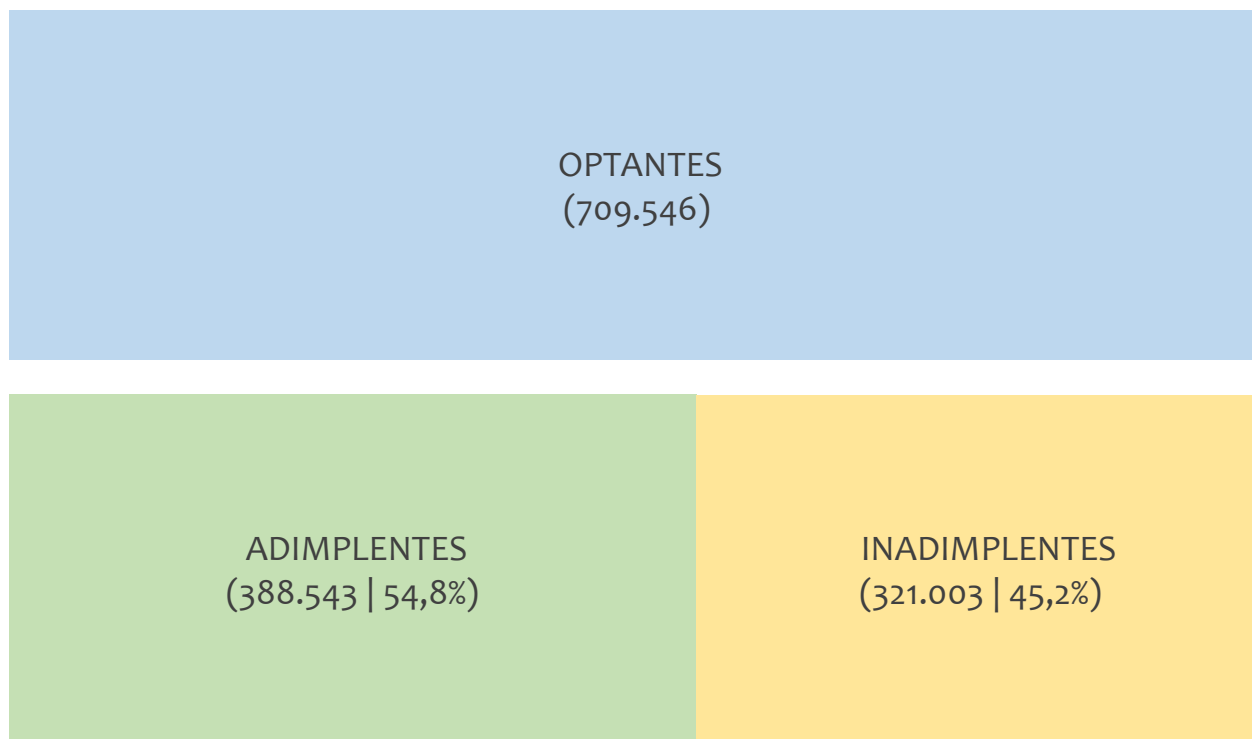 OPTANTES
(709.546)
ADIMPLENTES
(388.543 | 54,8%)
INADIMPLENTES
(321.003 | 45,2%)